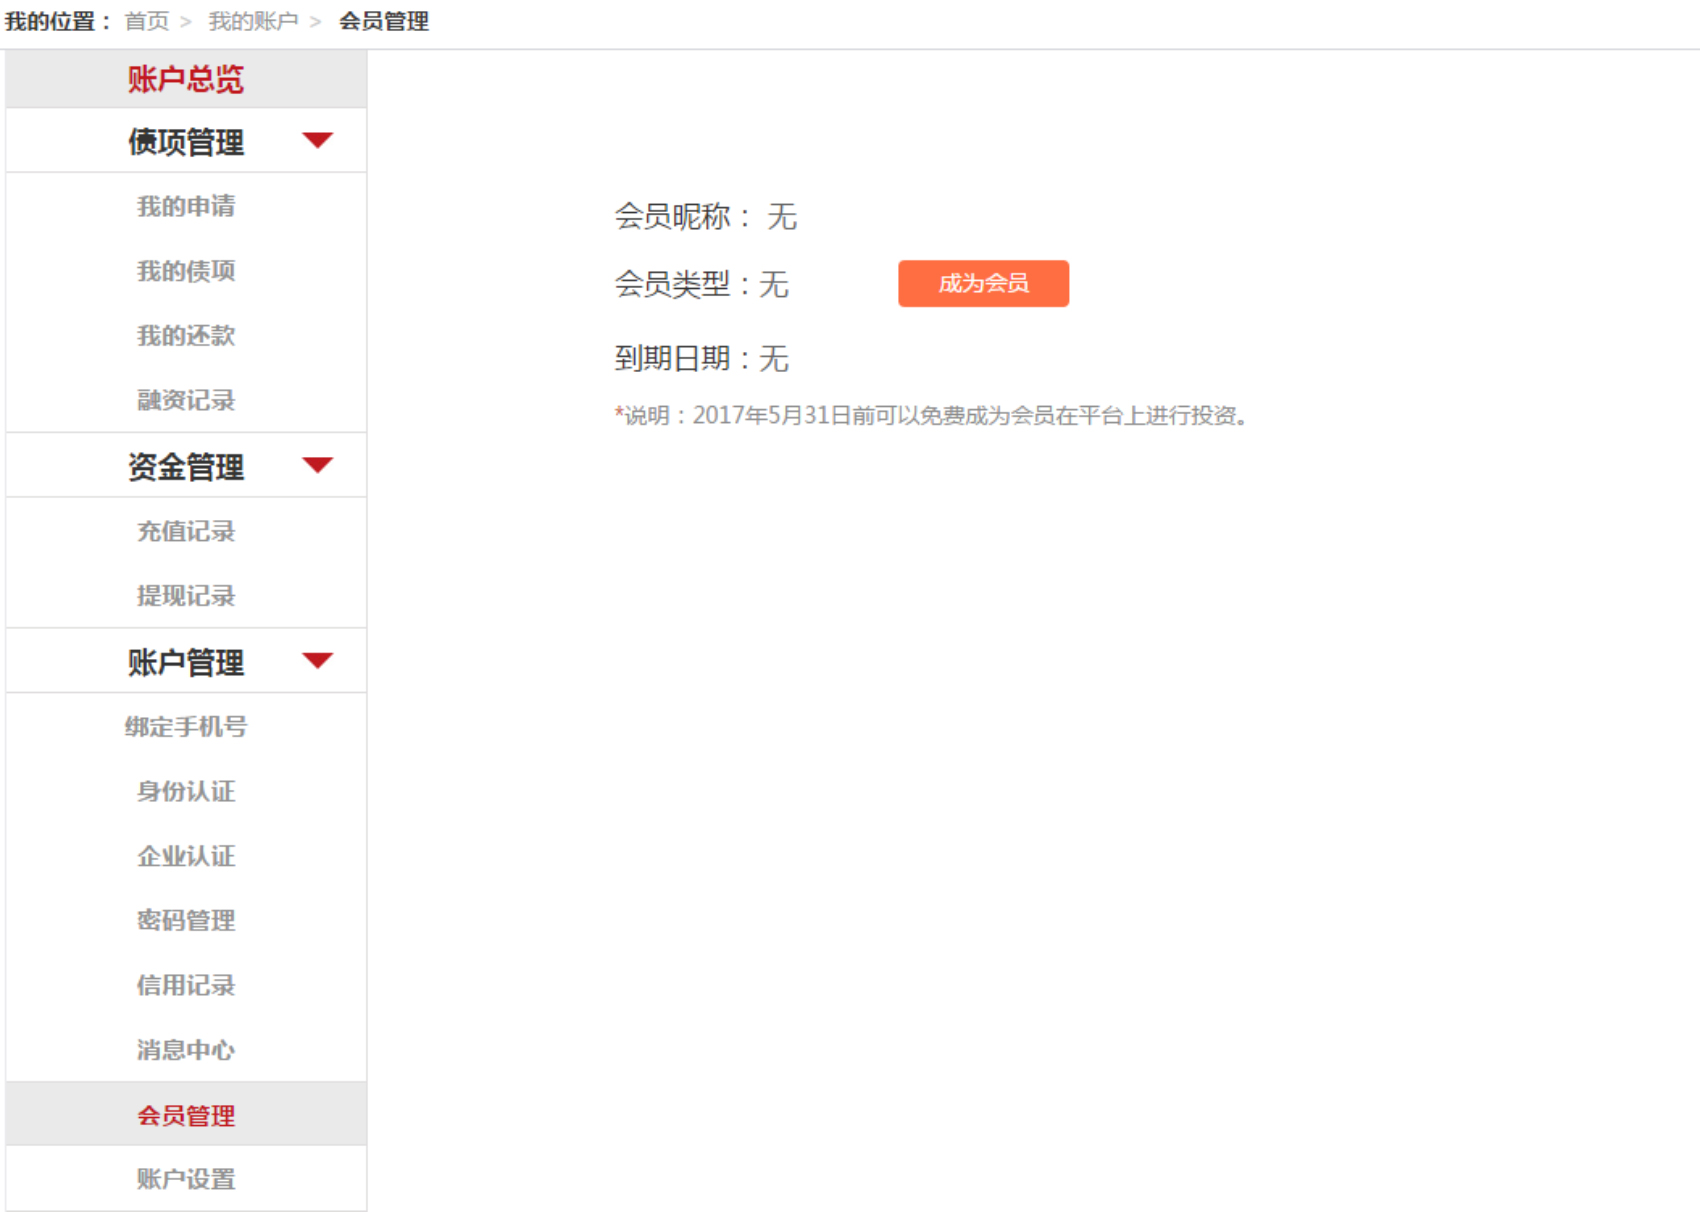 我的位置： 首页 > 我的账户 > 会员管理
账户总览
债项管理
我的申请
我的债项
我的还款
融资记录
资金管理
充值记录
提现记录
账户管理
绑定手机号
身份认证
企业认证
密码管理
信用记录
消息中心
会员管理
账户设置
会员昵称： 无
会员类型：无
成为会员
到期日期：无
*说明：2017年5月31日前可以免费成为会员在平台上进行投资。